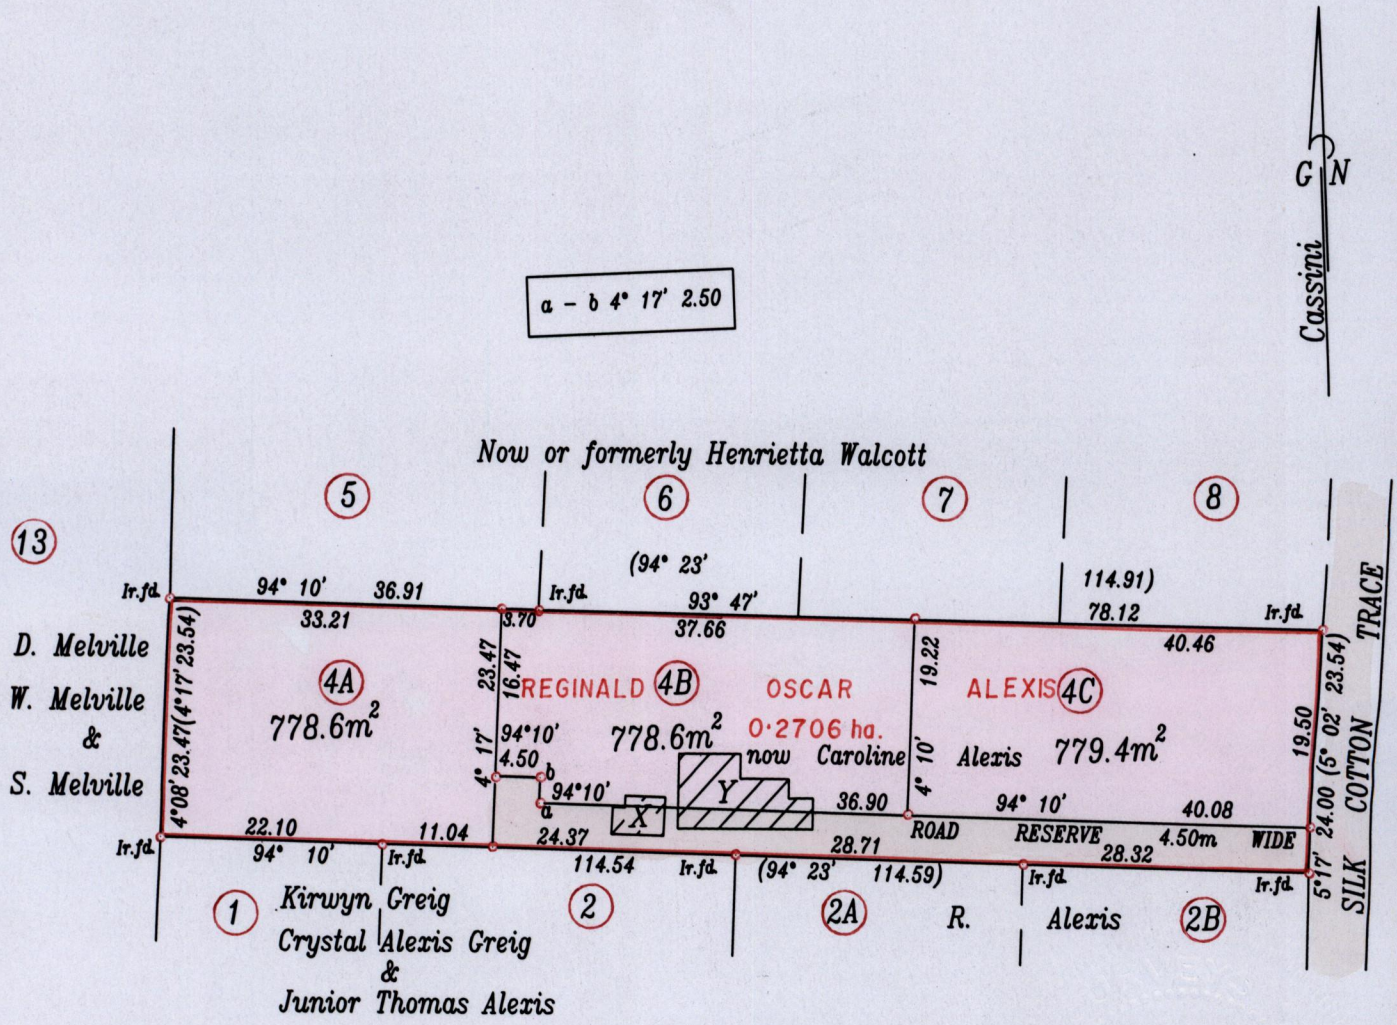 G N
Cassini
a - b 4° 17' 2.50
Now or formerly Henrietta Walcott
5
6
7
8
13
(94° 23'
114.91)
Ir.fd.
94° 10' 36.91
Ir.fd.
93° 47'
78.12
Ir.fd.
33.21
3.70
37.66
40.46
D. Melville
W. Melville
&
S. Melville
4°08' 23.47(4°17' 23.54)
4A
778.6m²
4° 17' 23.47
16.47
REGINALD
4B
OSCAR
ALEXIS
4C
778.6m²
0.2706 ha.
now Caroline Alexis
779.4m²
19.22
4° 10'
19.50
5°17' 24.00 (5° 02' 23.54)
SILK COTTON TRACE
94°10'
4.50
b
a
94°10'
X
Y
36.90
94° 10'
40.08
ROAD RESERVE 4.50m WIDE
Ir.fd.
22.10
11.04
24.37
28.71
28.32
94° 10'
Ir.fd.
114.54
Ir.fd.
(94° 23' 114.59)
Ir.fd.
Ir.fd.
1
Kirwyn Greig
Crystal Alexis Greig
&
Junior Thomas Alexis
2
2A
R. Alexis
2B